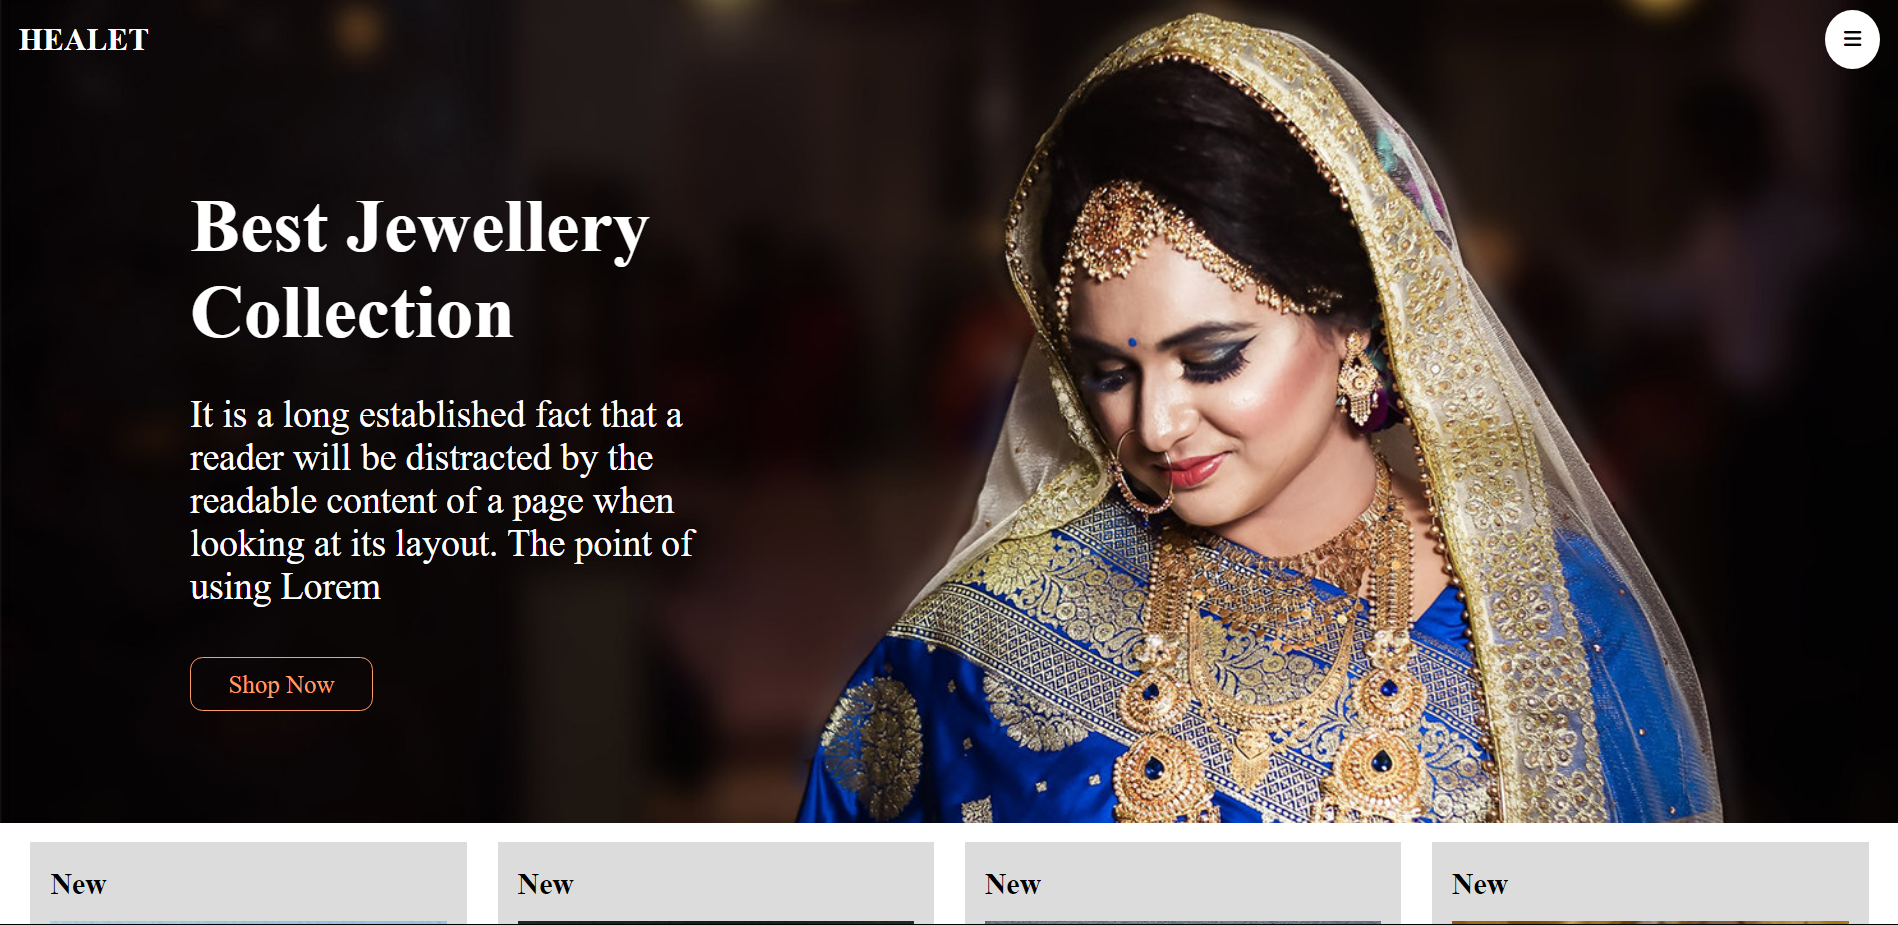 HEALET
Best Jewellery
Collection
It is a long established fact that a
reader will be distracted by the
readable content of a page when
looking at its layout. The point of
using Lorem
Shop Now
New
New
New
New